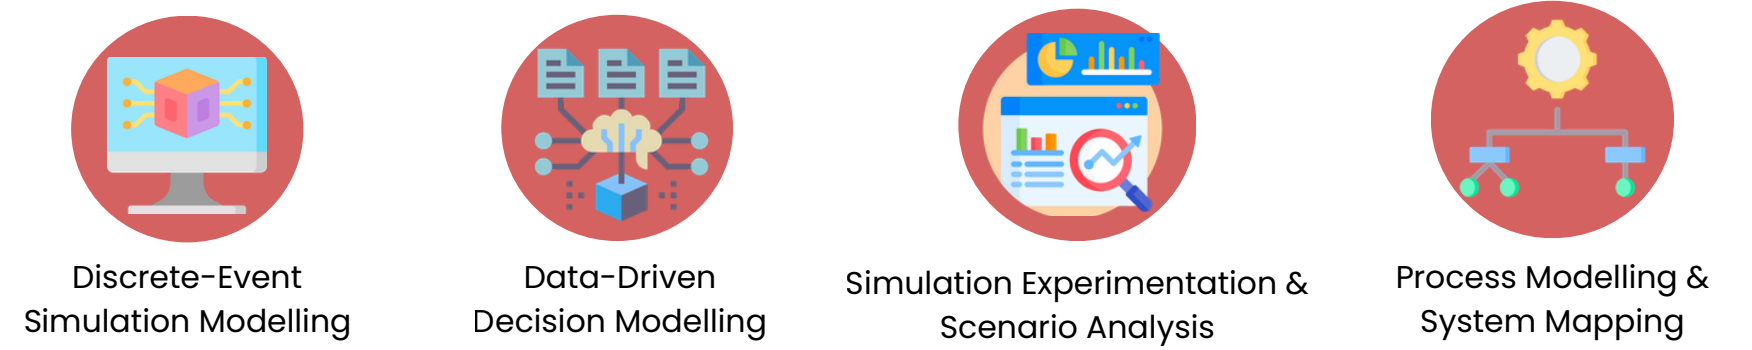 Discrete-Event
Simulation Modelling
Data-Driven
Decision Modelling
Simulation Experimentation &
Scenario Analysis
Process Modelling &
System Mapping